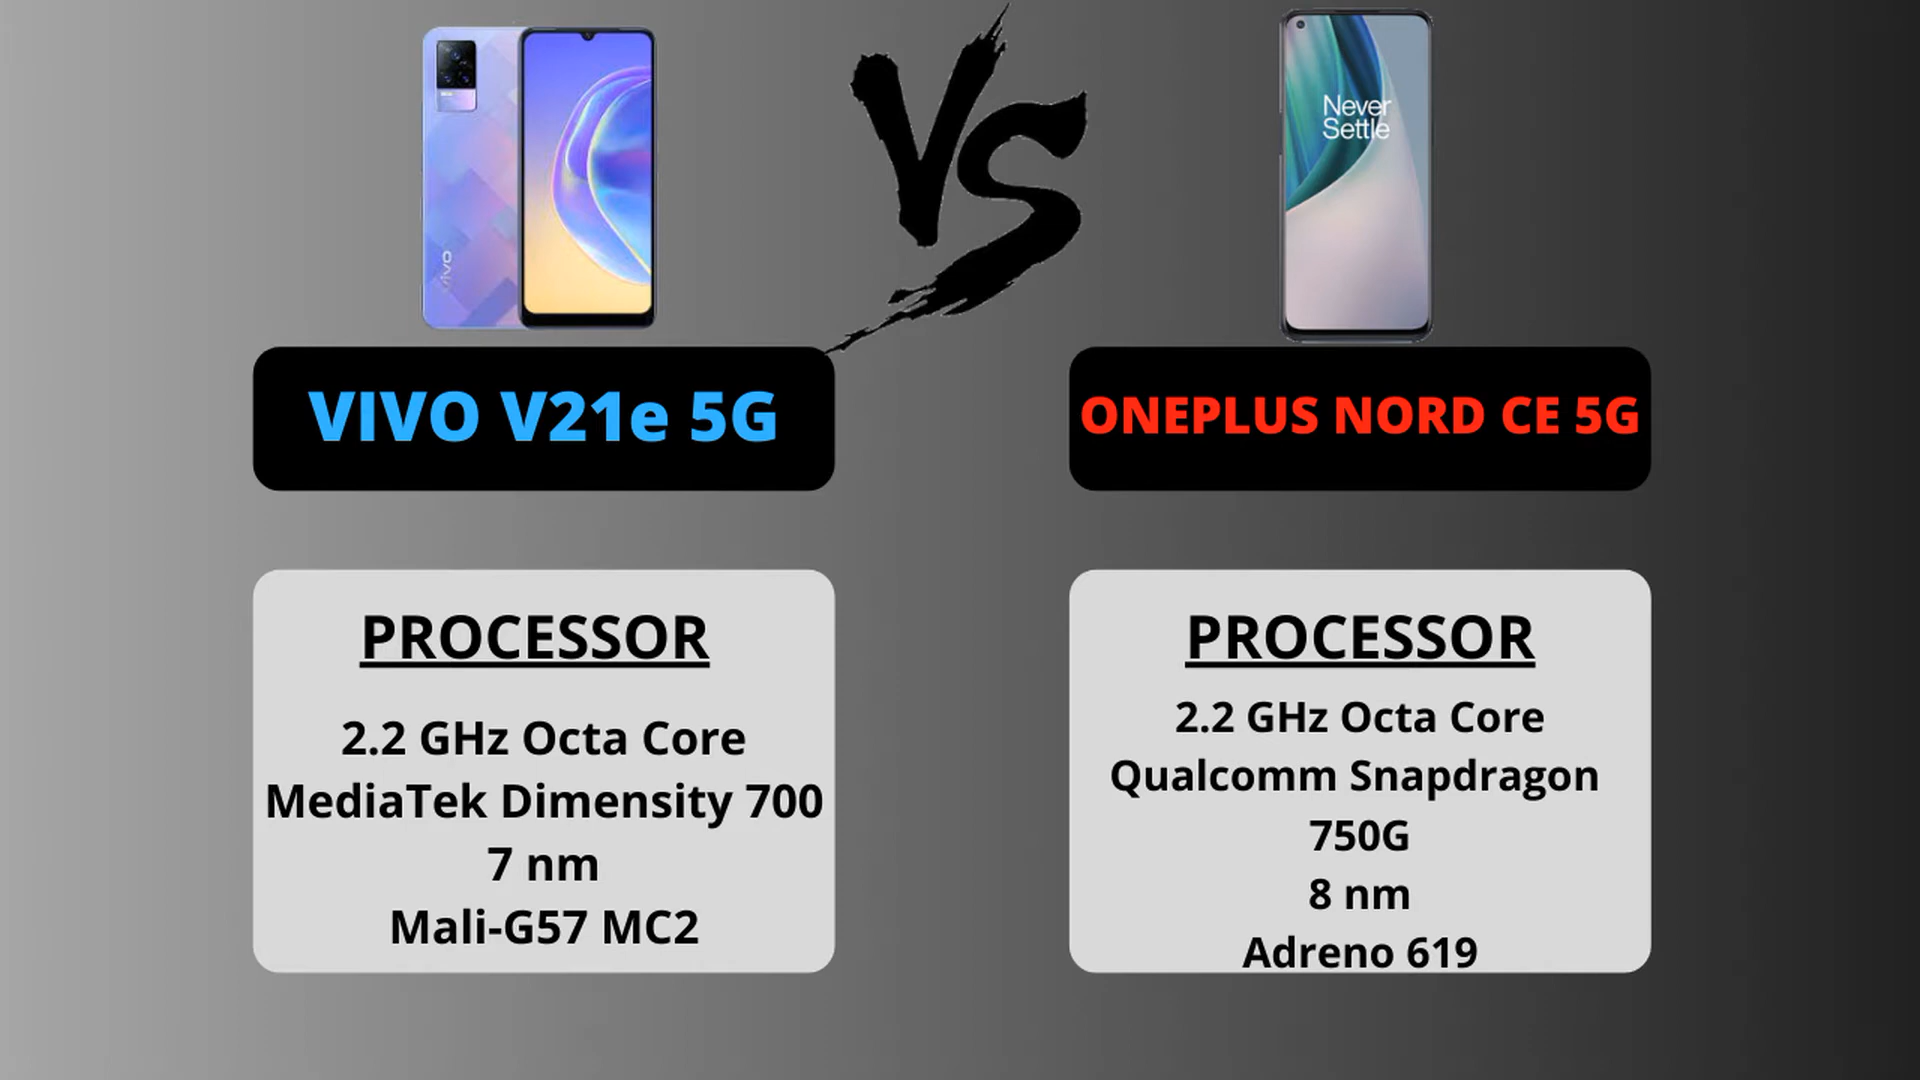 VS
Never
Settle
vivo
VIVO V21e 5G
ONEPLUS NORD CE 5G
PROCESSOR
2.2 GHz Octa Core
MediaTek Dimensity 700
7 nm
Mali-G57 MC2
PROCESSOR
2.2 GHz Octa Core
Qualcomm Snapdragon
750G
8 nm
Adreno 619